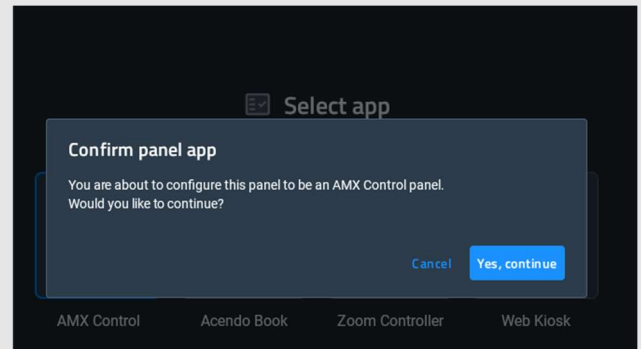 Select app
Confirm panel app
You are about to configure this panel to be an AMX Control panel.
Would you like to continue?
Cancel Yes, continue
AMX Control Acendo Book Zoom Controller Web Kiosk